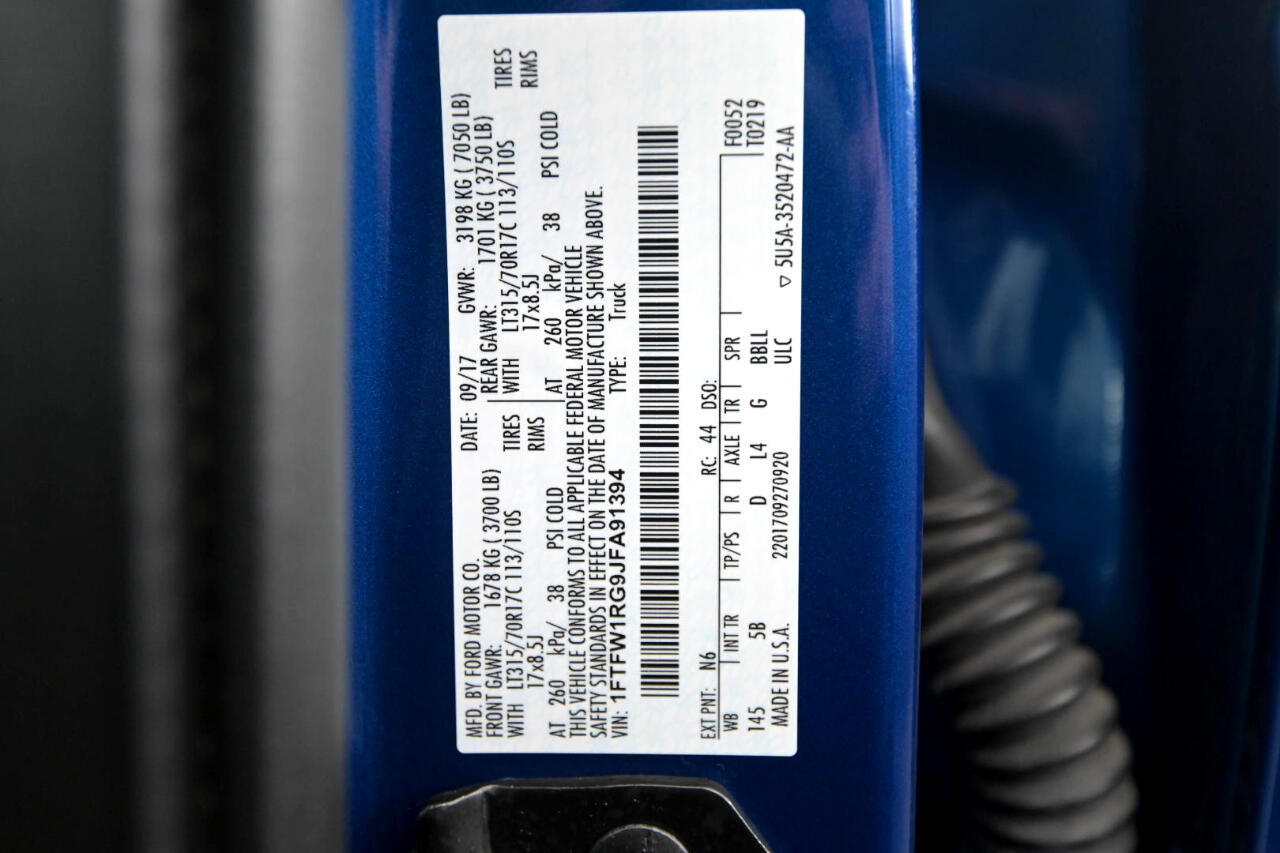 MFD. BY FORD MOTOR CO.
DATE: 09/17 GVWR: 3198 KG ( 7050 LB)
FRONT GAWR: 1678 KG ( 3700 LB)
REAR GAWR: 1701 KG ( 3750 LB)
WITH LT315/70R17C 113/110S TIRES
WITH LT315/70R17C 113/110S TIRES
17x8.5J RIMS
17x8.5J RIMS
AT 260 kPa/ 38 PSI COLD
AT 260 kPa/ 38 PSI COLD
THIS VEHICLE CONFORMS TO ALL APPLICABLE FEDERAL MOTOR VEHICLE
SAFETY STANDARDS IN EFFECT ON THE DATE OF MANUFACTURE SHOWN ABOVE.
VIN: 1FTFW1RG9JFA91394 TYPE: Truck
EXT PNT: N6 RC: 44 DSO: F0052
WB INT TR TP/PS R AXLE TR SPR T0219
145 5B D L4 G BBLL
MADE IN U.S.A. 2201709270920 ULC ▽ 5U5A-3520472-AA